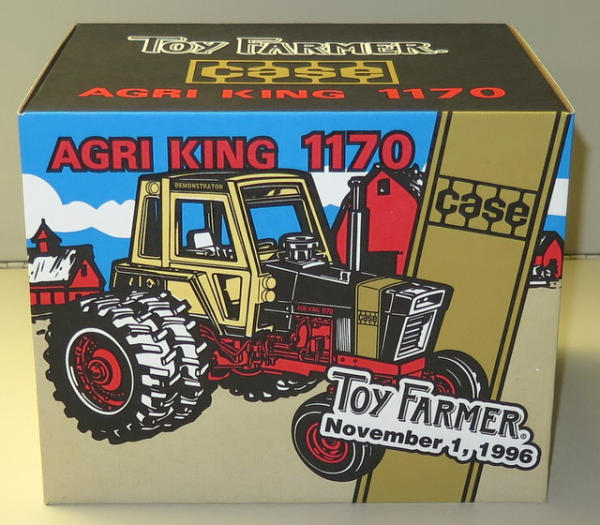 TOY FARMER®
case
AGRI KING 1170
AGRI KING 1170
DEMONSTRATOR
case
AGRI KING 1170
case
TOY FARMER®
November 1, 1996